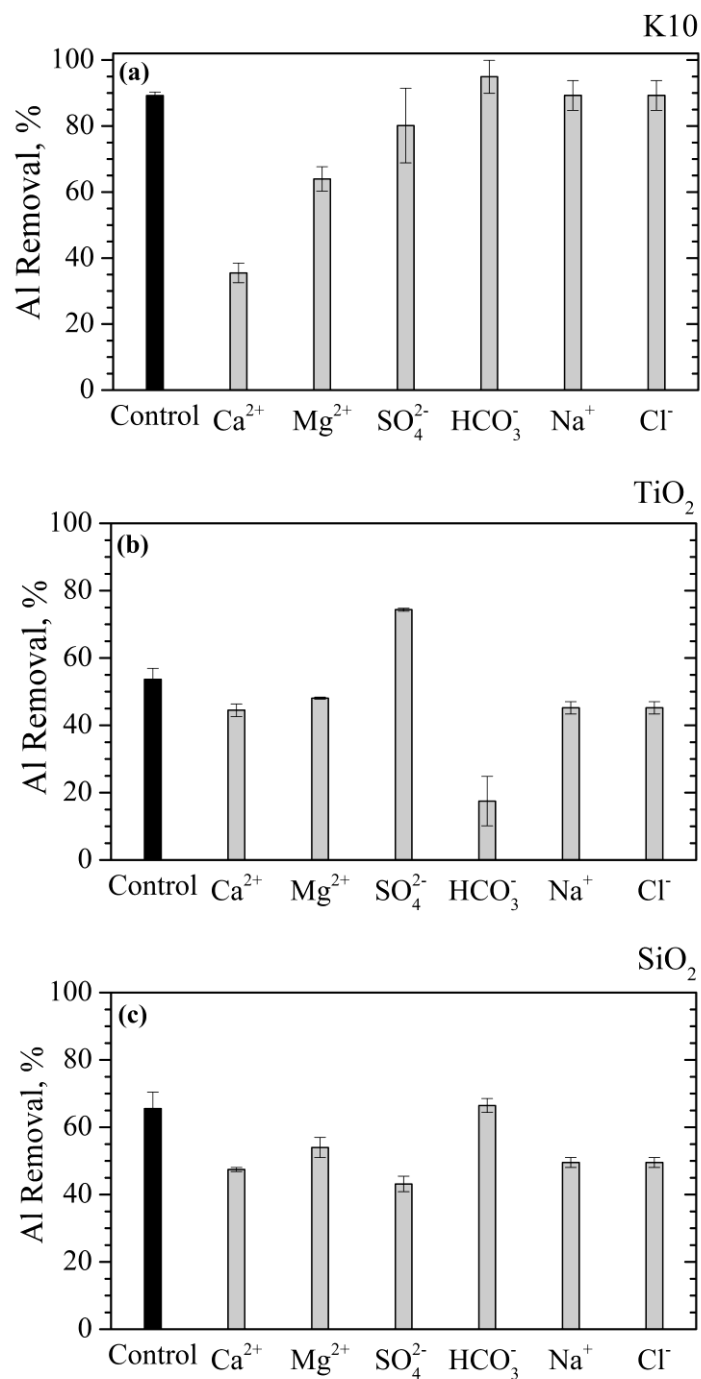 K10
(a)
Al Removal, %
100
80
60
40
20
0
Control Ca²⁺ Mg²⁺ SO₄²⁻ HCO₃⁻ Na⁺ Cl⁻
TiO₂
(b)
Al Removal, %
100
80
60
40
20
0
Control Ca²⁺ Mg²⁺ SO₄²⁻ HCO₃⁻ Na⁺ Cl⁻
SiO₂
(c)
Al Removal, %
100
80
60
40
20
0
Control Ca²⁺ Mg²⁺ SO₄²⁻ HCO₃⁻ Na⁺ Cl⁻